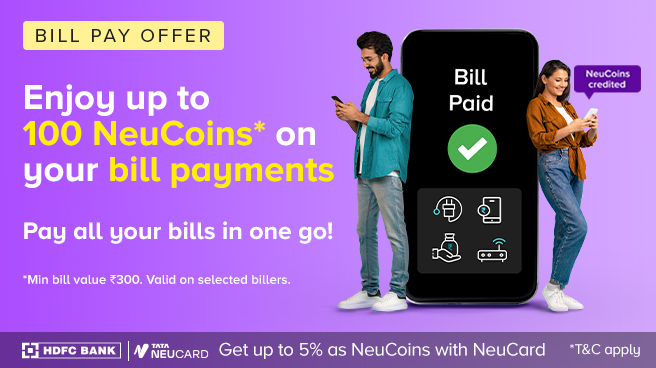 BILL PAY OFFER
Enjoy up to
100 NeuCoins* on
your bill payments
Pay all your bills in one go!
*Min bill value ₹300. Valid on selected billers.
Bill
Paid
₹
₹
NeuCoins
credited
HDFC BANK
TATA
NEUCARD
Get up to 5% as NeuCoins with NeuCard
*T&C apply